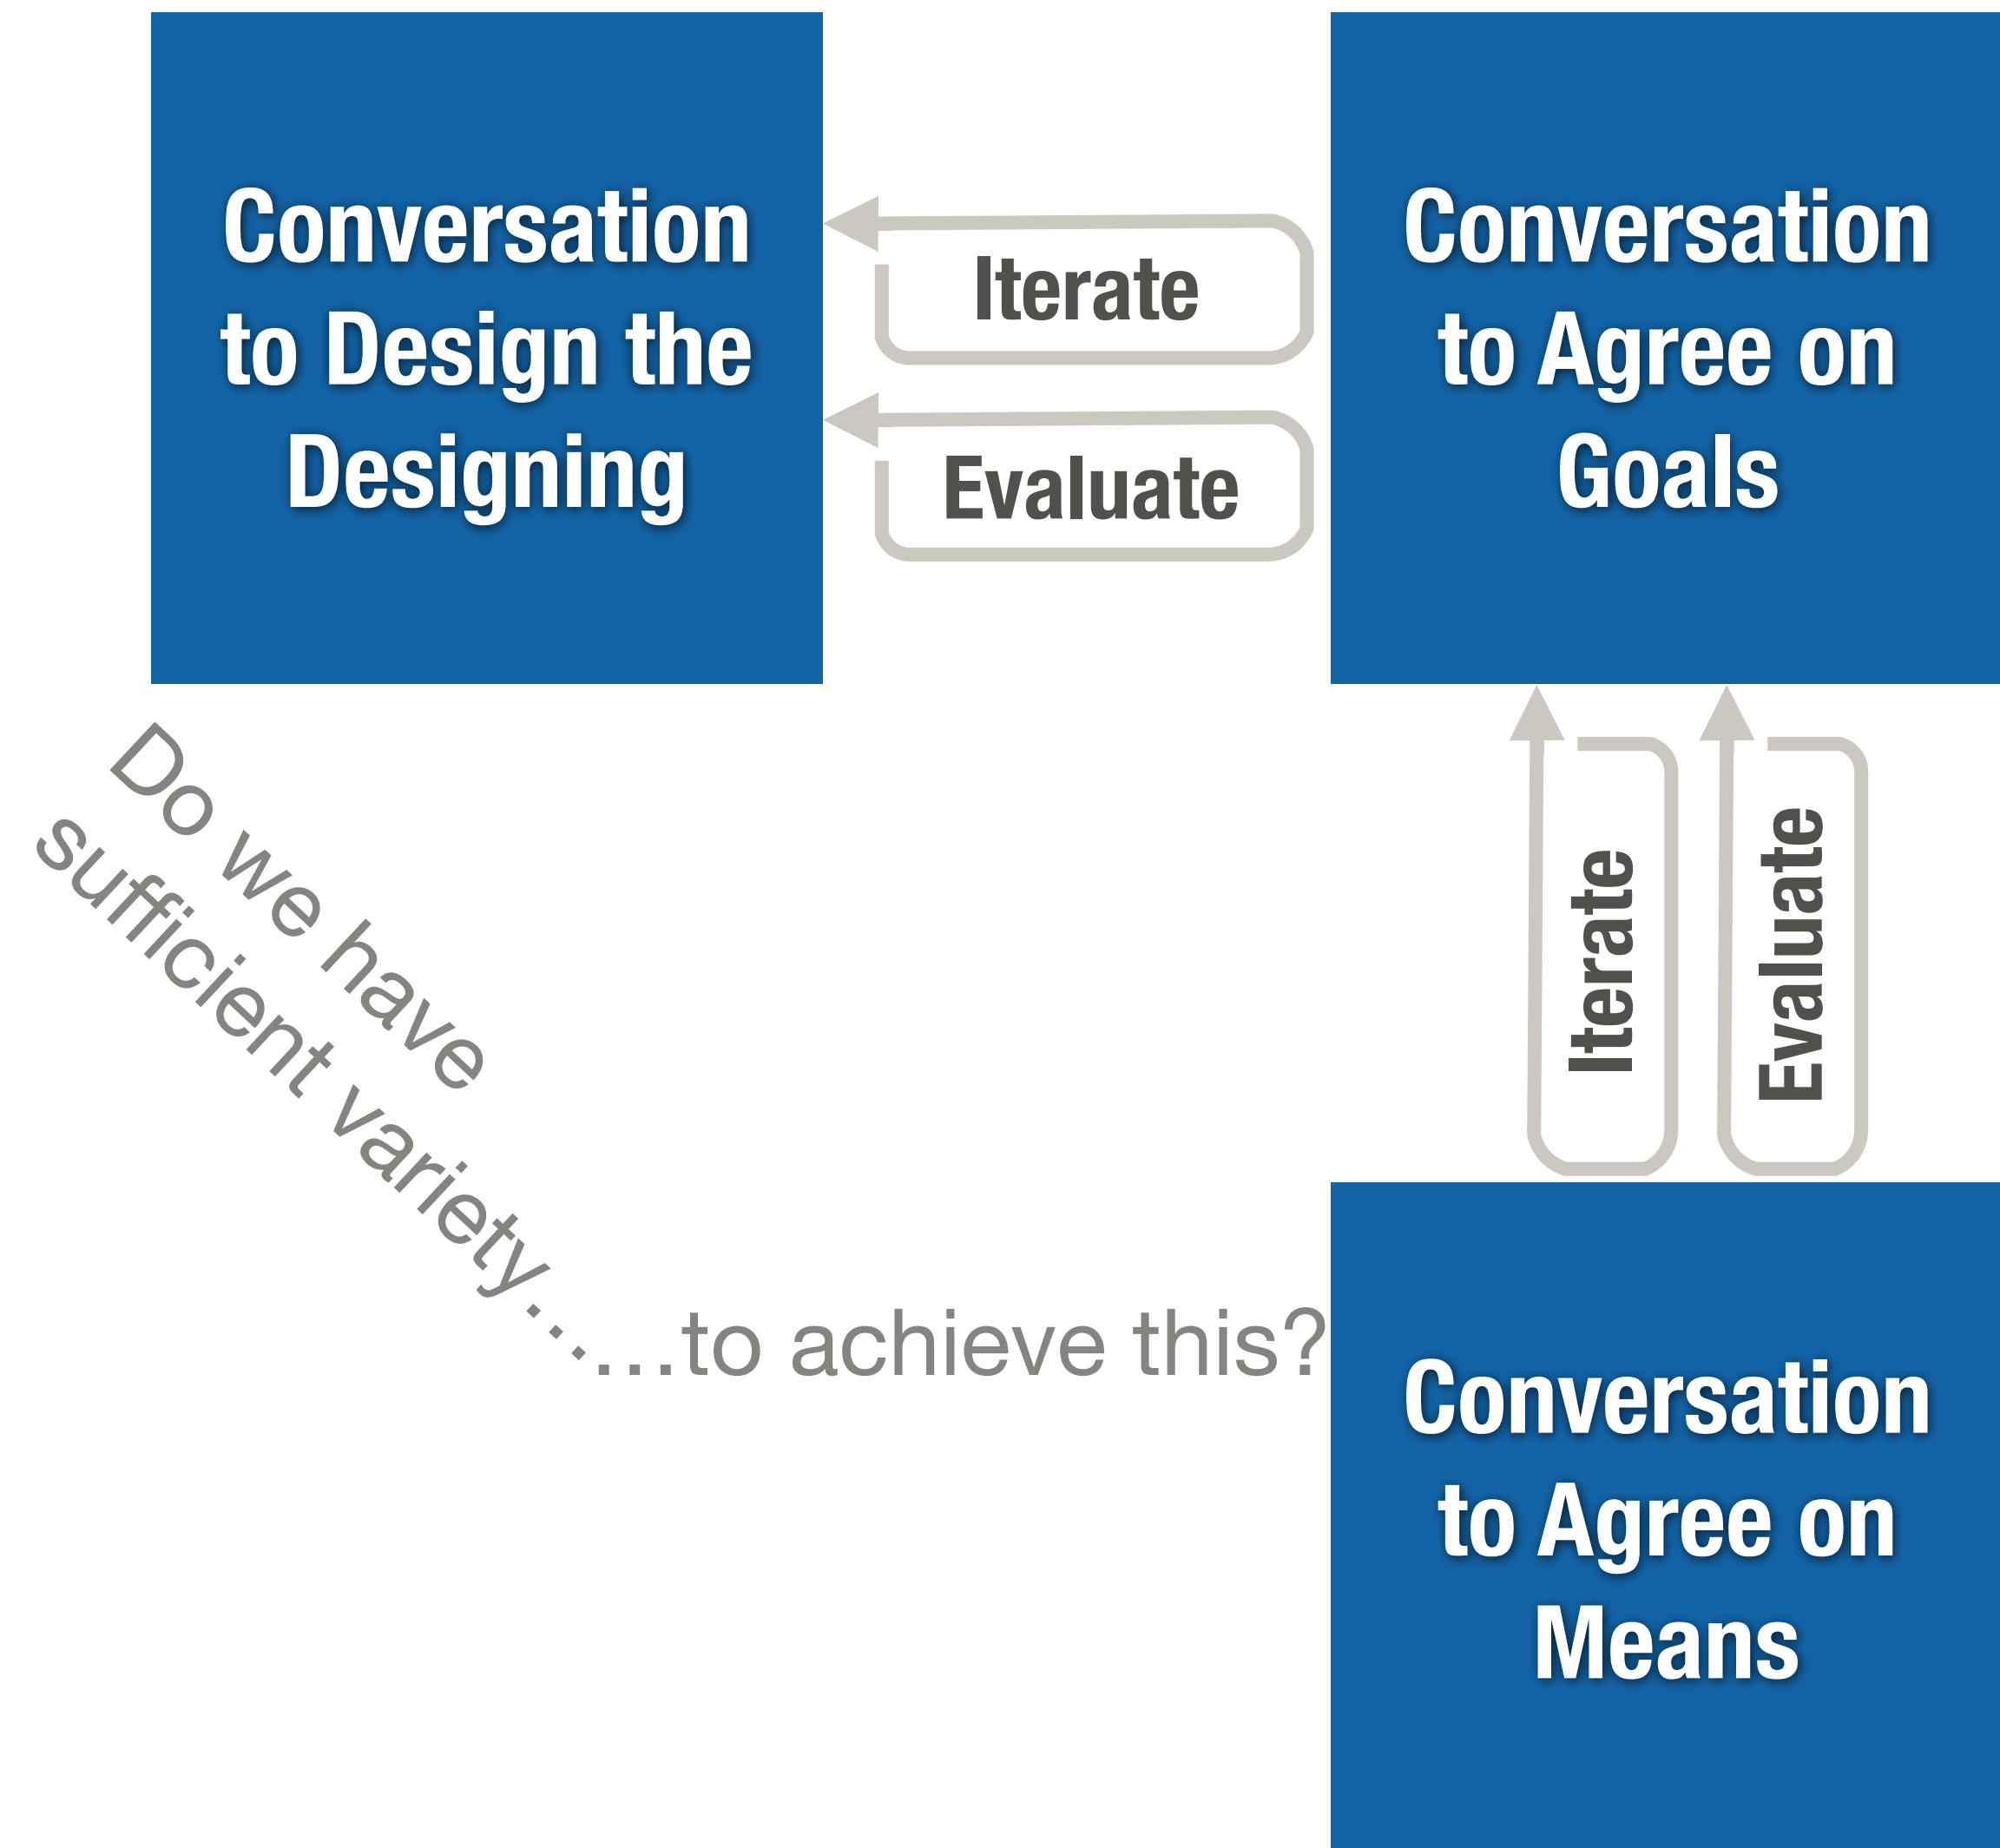 Conversation
to Design the
Designing
Iterate
Evaluate
Conversation
to Agree on
Goals
Iterate
Evaluate
Do we have
sufficient variety…
…to achieve this?
Conversation
to Agree on
Means